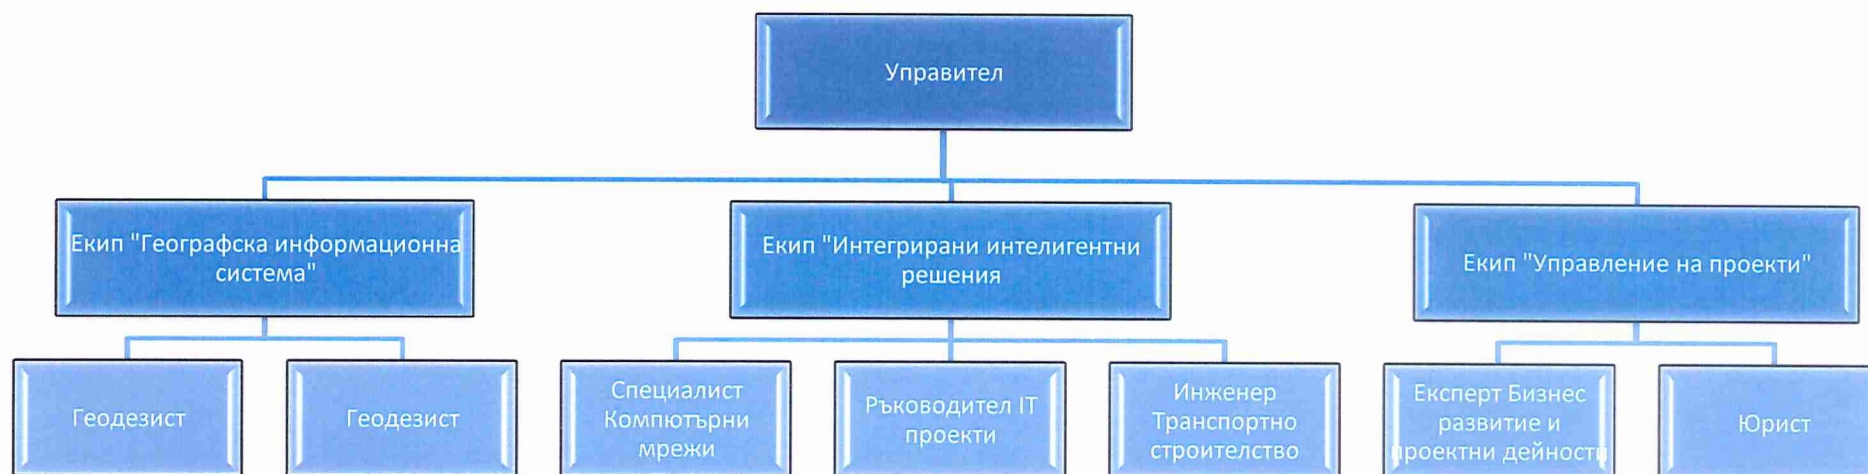 Управител
Екип "Географска информационна
система"
Екип "Интегрирани интелигентни
решения
Екип "Управление на проекти"
Геодезист
Геодезист
Специалист
Компютърни
мрежи
Ръководител IT
проекти
Инженер
Транспортно
строителство
Експерт Бизнес
развитие и
проектни дейности
Юрист